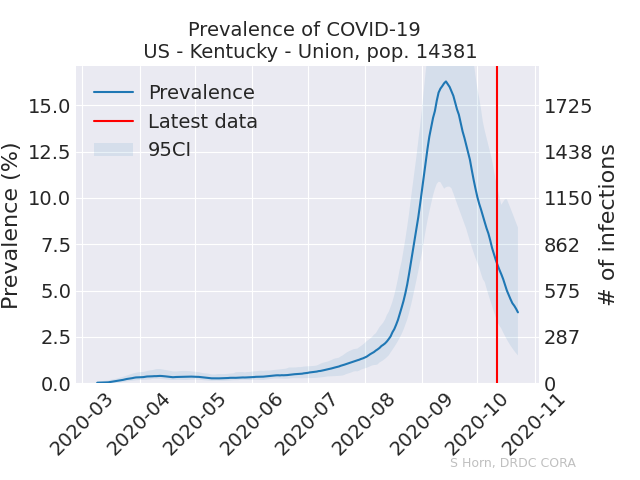 Prevalence of COVID-19
US - Kentucky - Union, pop. 14381
Prevalence
Latest data
95CI
Prevalence (%)
15.0
12.5
10.0
7.5
5.0
2.5
0.0
1725
1438
1150
862
575
287
0
# of infections
2020-03
2020-04
2020-05
2020-06
2020-07
2020-08
2020-09
2020-10
2020-11
S Horn, DRDC CORA